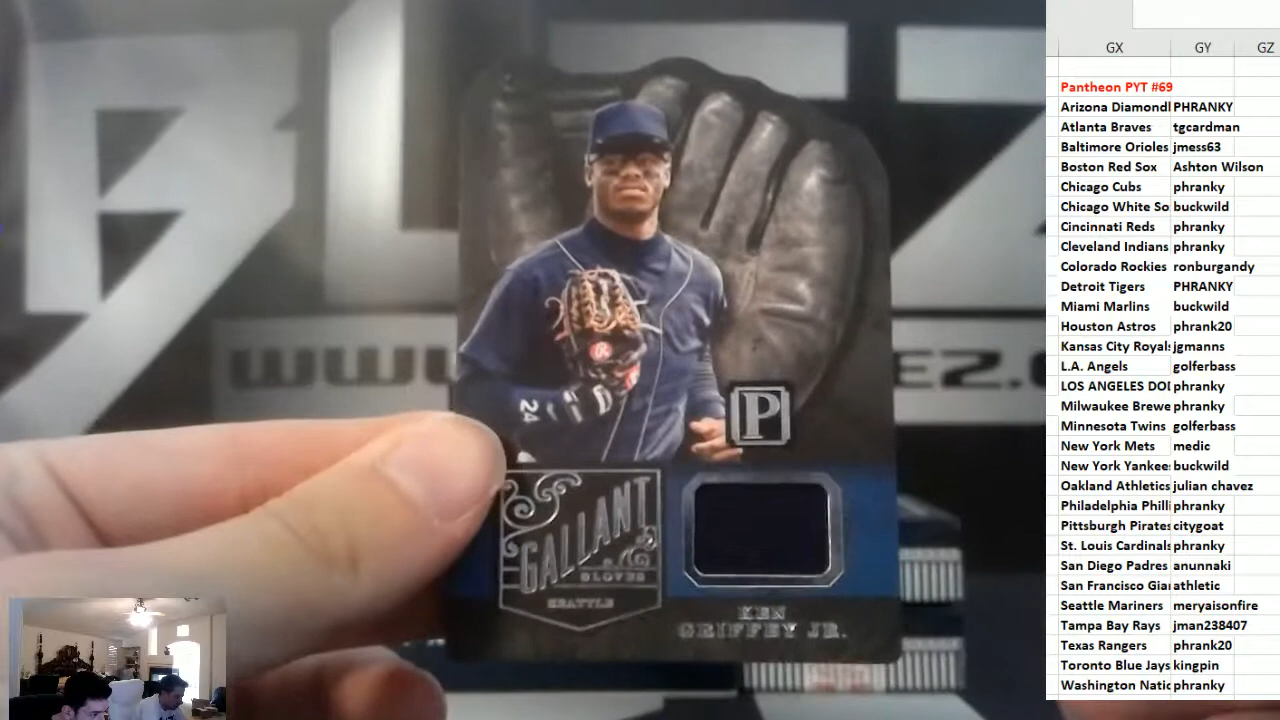 WWW
EZ.C
24
P
GALLANT
GLOVES
SEATTLE
KEN
GRIFFEY JR.
GX GY GZ
Pantheon PYT #69
Arizona Diamondl PHRANKY
Atlanta Braves tgcardman
Baltimore Orioles jmess63
Boston Red Sox Ashton Wilson
Chicago Cubs phranky
Chicago White So buckwild
Cincinnati Reds phranky
Cleveland Indians phranky
Colorado Rockies ronburgandy
Detroit Tigers PHRANKY
Miami Marlins buckwild
Houston Astros phrank20
Kansas City Royals jgmanns
L.A. Angels golferbass
LOS ANGELES DOI phranky
Milwaukee Brewe phranky
Minnesota Twins golferbass
New York Mets medic
New York Yankee buckwild
Oakland Athletics julian chavez
Philadelphia Philli phranky
Pittsburgh Pirates citygoat
St. Louis Cardinals phranky
San Diego Padres anunnaki
San Francisco Gia athletic
Seattle Mariners meryaisonfire
Tampa Bay Rays jman238407
Texas Rangers phrank20
Toronto Blue Jays kingpin
Washington Natic phranky